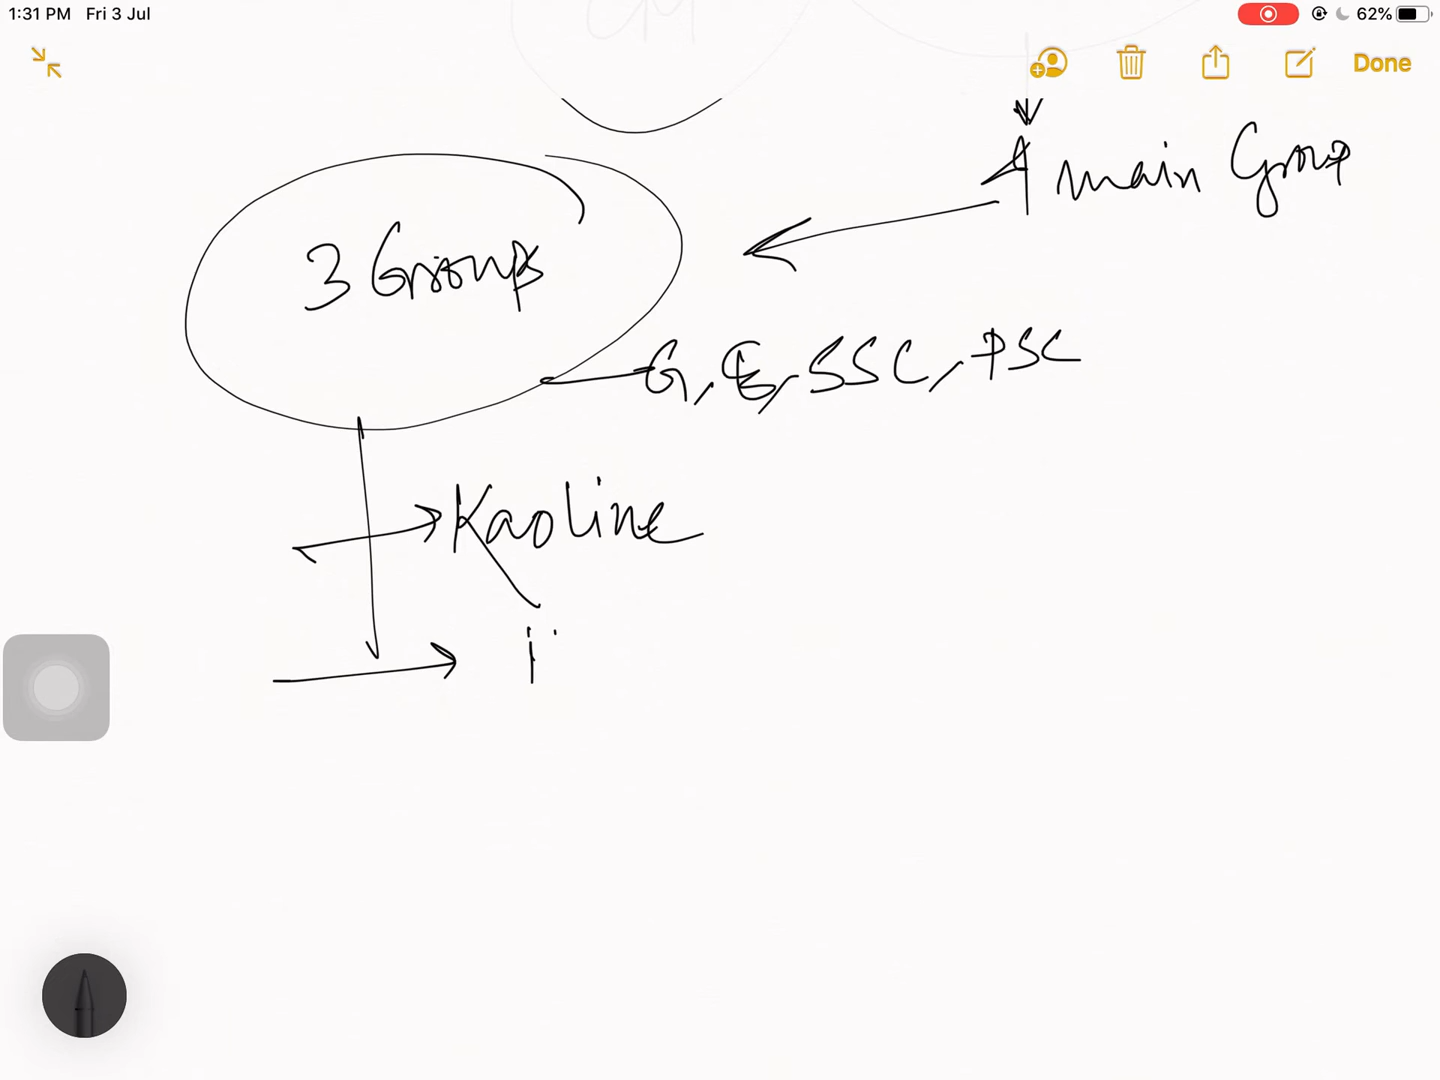 1:31 PM Fri 3 Jul 62%
Done
4 main Group
3 Groups
G, E, SSC, PSC
Kaoline